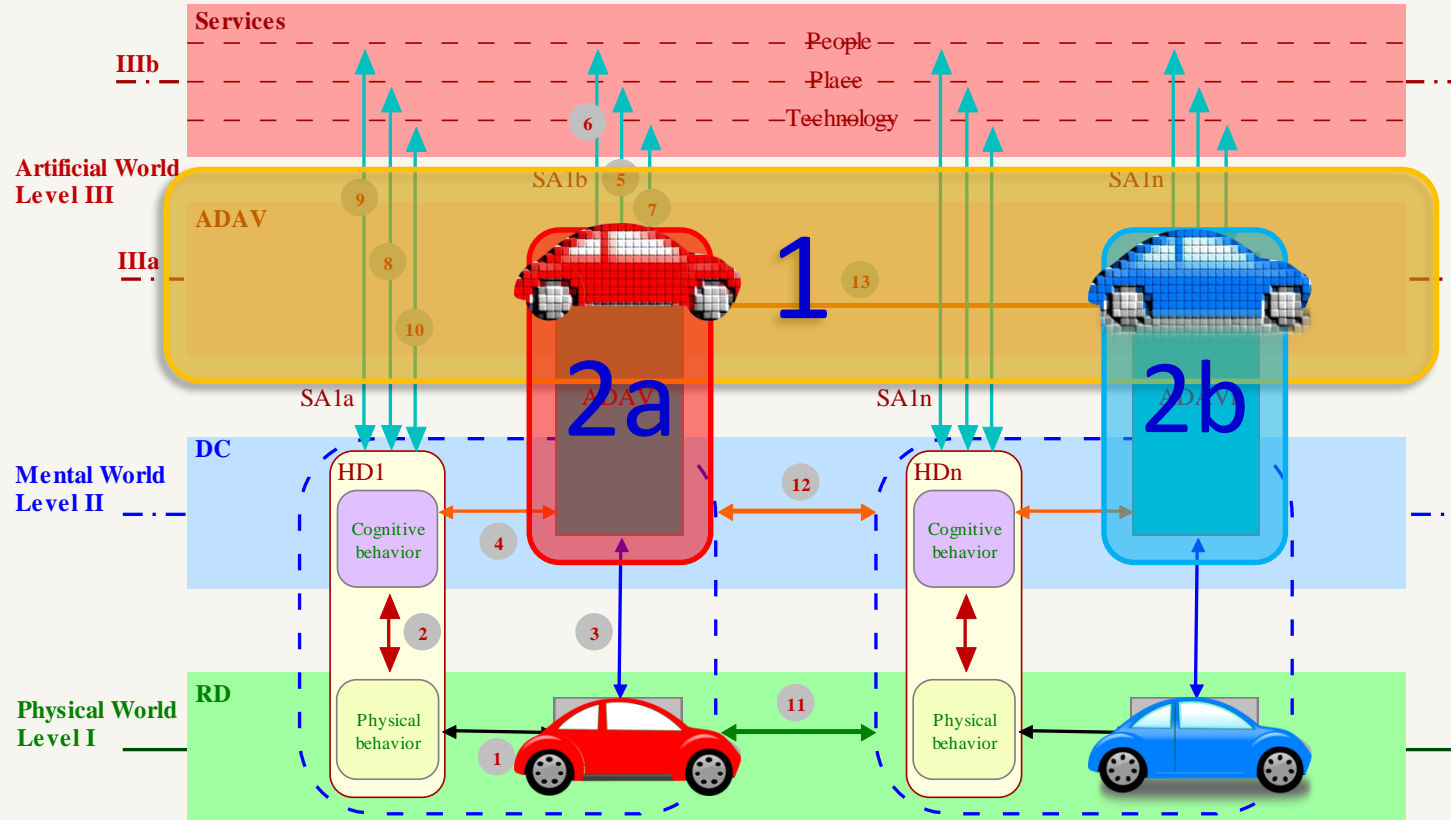 Services
People
IIIb
Place
Technology
6
Artificial World
Level III
SA1b
5
SA1n
9
7
ADAV
8
IIIa
1
13
10
2a
ADAV
2b
ADAV
SA1a
SA1n
DC
Mental World
Level II
HD1
HDn
12
Cognitive
behavior
Cognitive
behavior
4
2
3
RD
Physical World
Level I
11
Physical
behavior
Physical
behavior
1